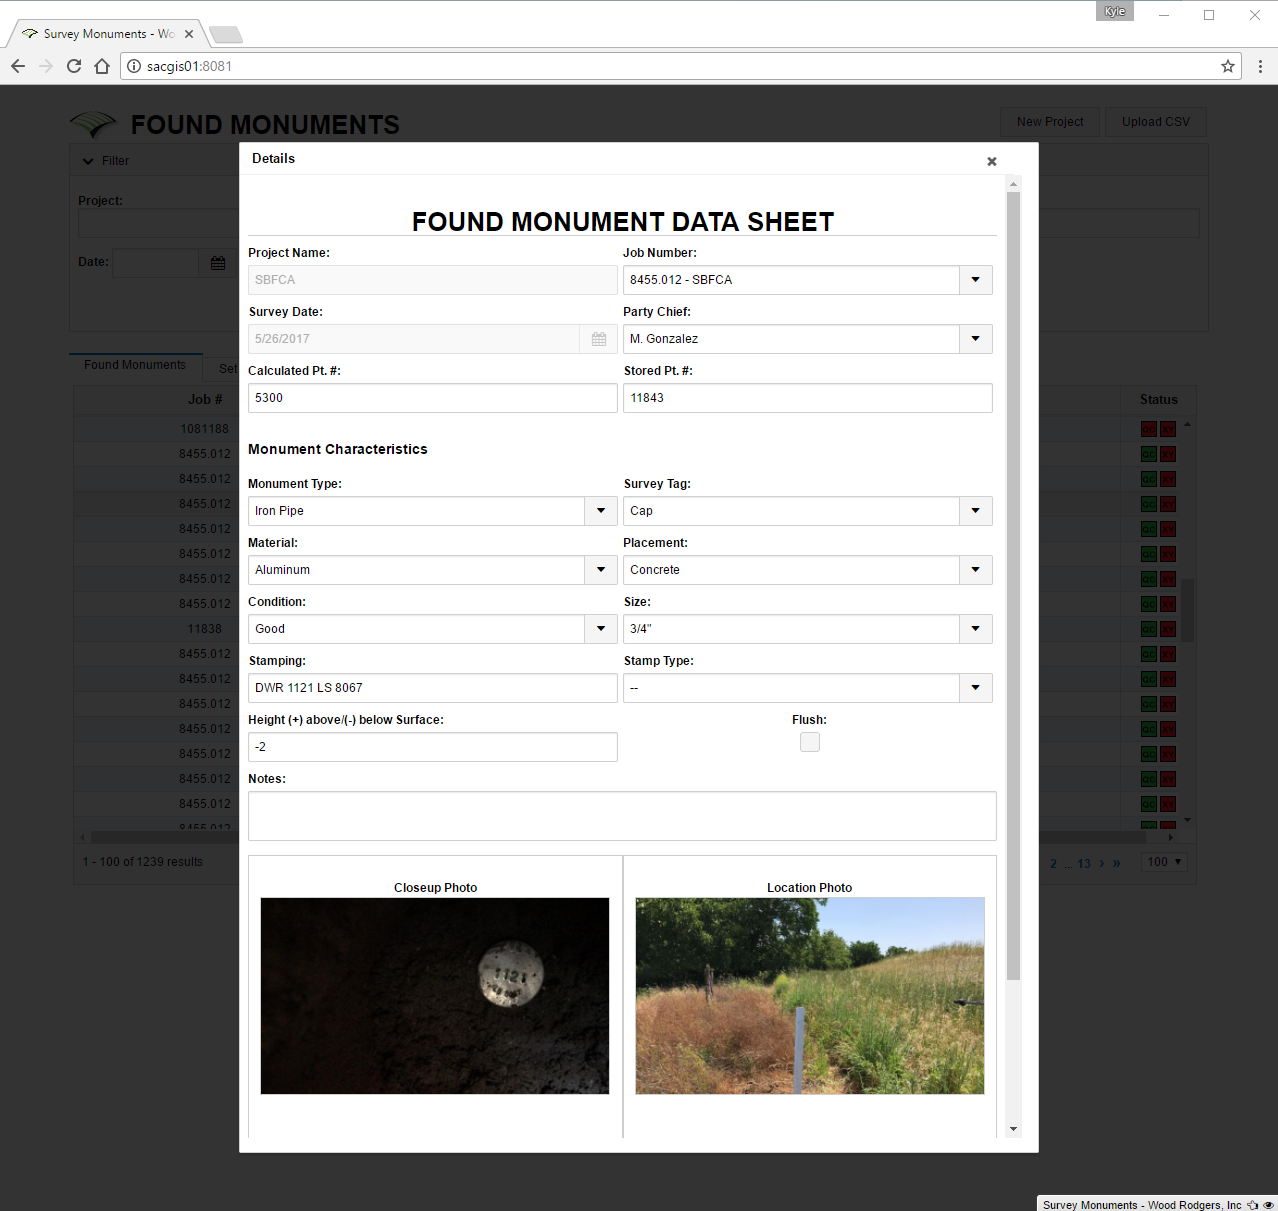 Kyle
Survey Monuments - Wo
sacgis01:8081
FOUND MONUMENTS
New Project
Upload CSV
Filter
Project:
Date:
Found Monuments
Set
Job #
Status
1081188
8455.012
8455.012
8455.012
8455.012
8455.012
8455.012
8455.012
11838
8455.012
8455.012
8455.012
8455.012
8455.012
8455.012
8455.012
8455.012
1 - 100 of 1239 results
2 ... 13 › »
100
Details
FOUND MONUMENT DATA SHEET
Project Name:
Job Number:
SBFCA
8455.012 - SBFCA
Survey Date:
Party Chief:
5/26/2017
M. Gonzalez
Calculated Pt. #:
Stored Pt. #:
5300
11843
Monument Characteristics
Monument Type:
Survey Tag:
Iron Pipe
Cap
Material:
Placement:
Aluminum
Concrete
Condition:
Size:
Good
3/4"
Stamping:
Stamp Type:
DWR 1121 LS 8067
--
Height (+) above/(-) below Surface:
Flush:
-2
Notes:
Closeup Photo
Location Photo
1121
Survey Monuments - Wood Rodgers, Inc